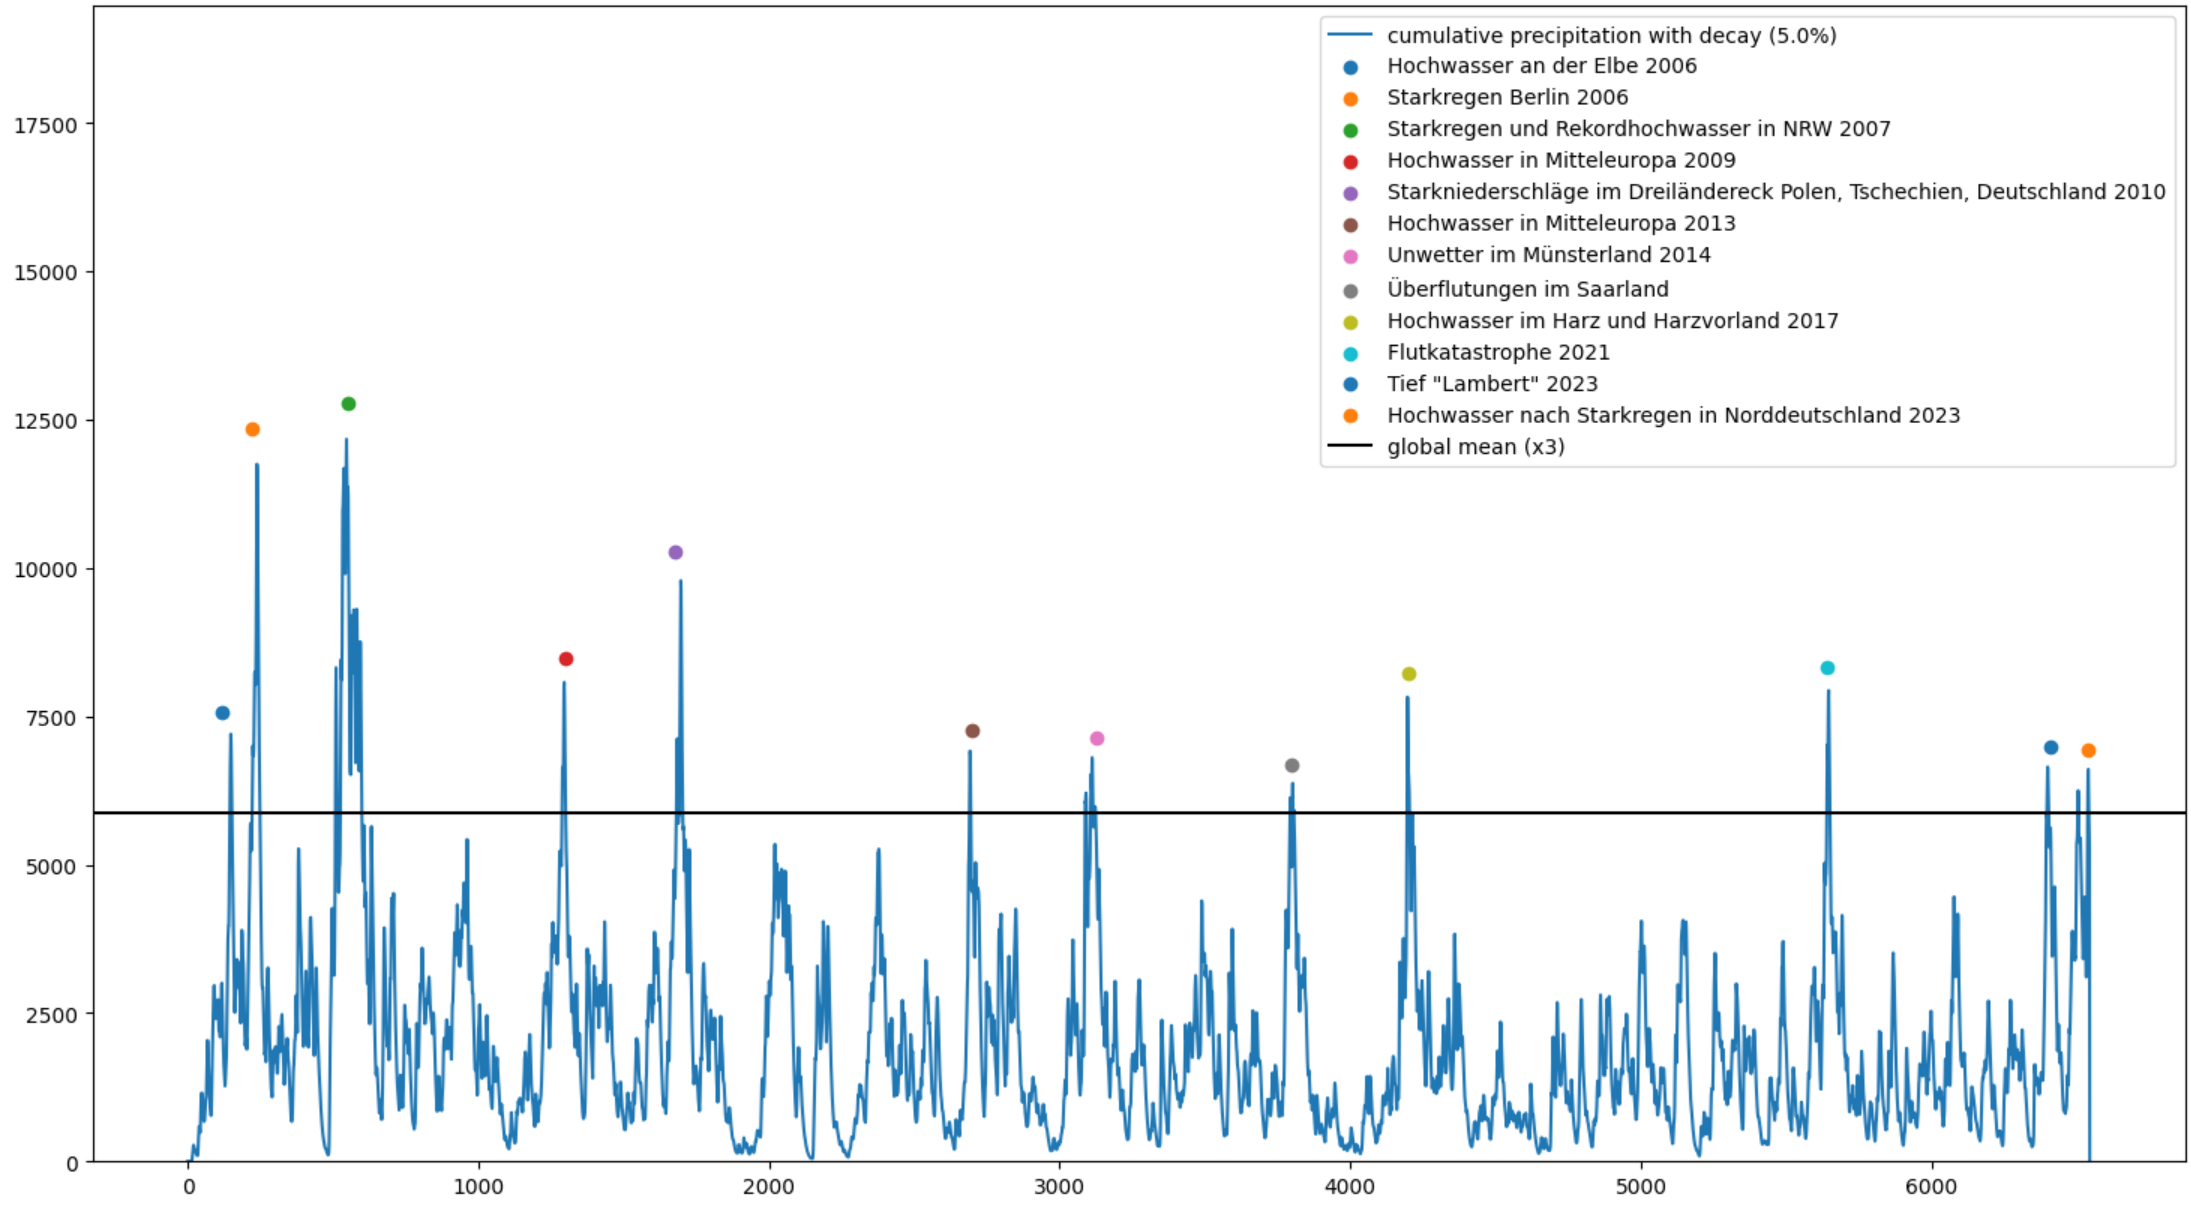 cumulative precipitation with decay (5.0%)
Hochwasser an der Elbe 2006
Starkregen Berlin 2006
Starkregen und Rekordhochwasser in NRW 2007
Hochwasser in Mitteleuropa 2009
Starkniederschläge im Dreiländereck Polen, Tschechien, Deutschland 2010
Hochwasser in Mitteleuropa 2013
Unwetter im Münsterland 2014
Überflutungen im Saarland
Hochwasser im Harz und Harzvorland 2017
Flutkatastrophe 2021
Tief "Lambert" 2023
Hochwasser nach Starkregen in Norddeutschland 2023
global mean (x3)
17500
15000
12500
10000
7500
5000
2500
0
0 1000 2000 3000 4000 5000 6000